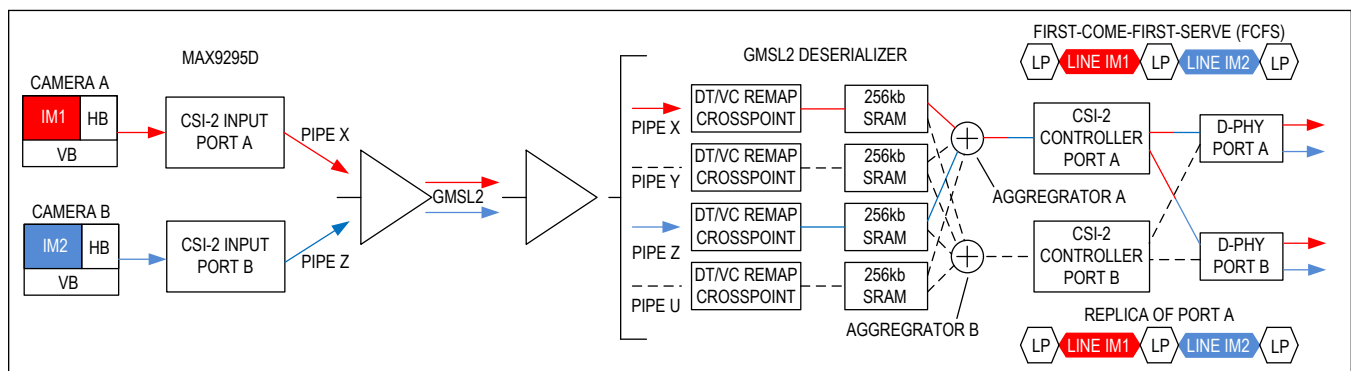 MAX9295D
CAMERA A
IM1
HB
VB
CSI-2 INPUT
PORT A
PIPE X
CAMERA B
IM2
HB
VB
CSI-2 INPUT
PORT B
PIPE Z
GMSL2
GMSL2 DESERIALIZER
PIPE X
DT/VC REMAP
CROSSPOINT
256kb
SRAM
PIPE Y
DT/VC REMAP
CROSSPOINT
256kb
SRAM
PIPE Z
DT/VC REMAP
CROSSPOINT
256kb
SRAM
PIPE U
DT/VC REMAP
CROSSPOINT
256kb
SRAM
AGGREGRATOR A
AGGREGRATOR B
FIRST-COME-FIRST-SERVE (FCFS)
LP
LINE IM1
LP
LINE IM2
LP
CSI-2
CONTROLLER
PORT A
D-PHY
PORT A
CSI-2
CONTROLLER
PORT B
D-PHY
PORT B
REPLICA OF PORT A
LP
LINE IM1
LP
LINE IM2
LP